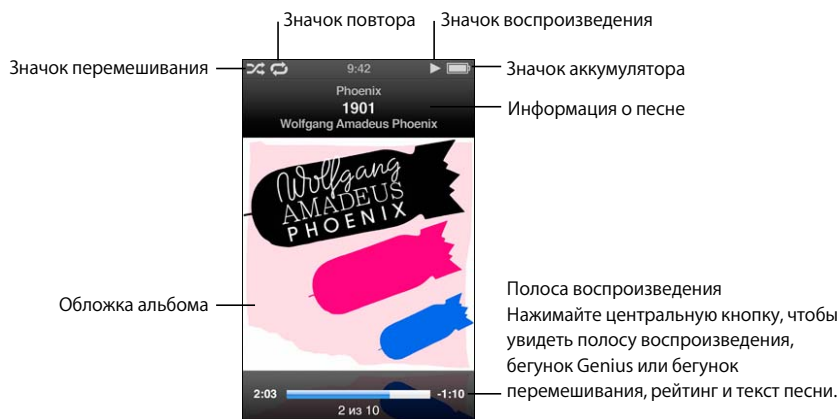 Значок повтора
Значок воспроизведения
Значок перемешивания
9:42
Значок аккумулятора
Phoenix
1901
Wolfgang Amadeus Phoenix
Информация о песне
Wolfgang
AMADEUS
PHOENIX
Обложка альбома
Полоса воспроизведения
Нажимайте центральную кнопку, чтобы
увидеть полосу воспроизведения,
бегунок Genius или бегунок
перемешивания, рейтинг и текст песни.
2:03
-1:10
2 из 10